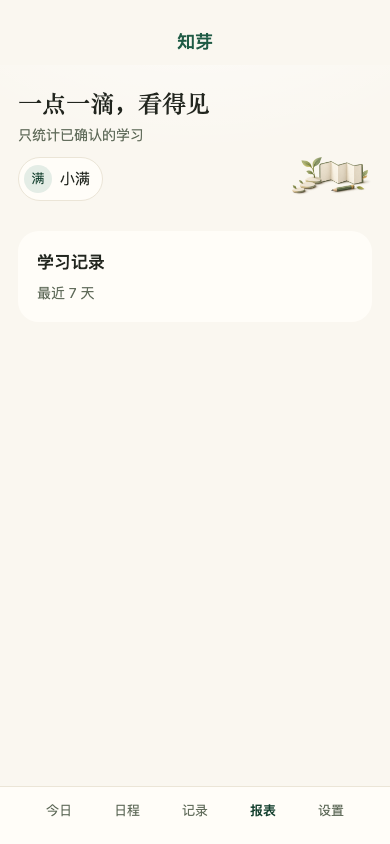 知芽
一点一滴，看得见
只统计已确认的学习
满 小满
学习记录
最近 7 天
今日 日程 记录 报表 设置